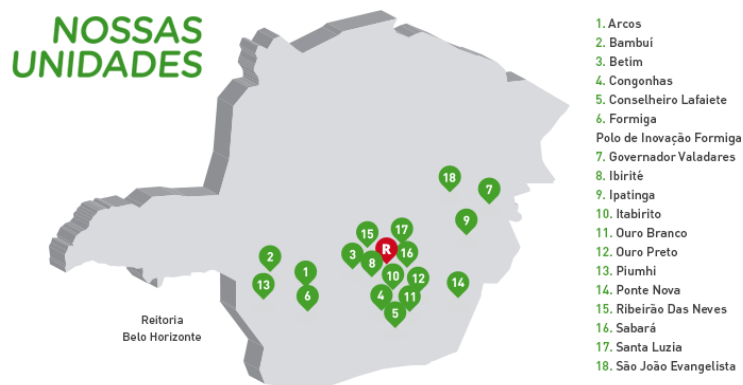 NOSSAS
UNIDADES
1. Arcos
2. Bambuí
3. Betim
4. Congonhas
5. Conselheiro Lafaiete
6. Formiga
Polo de Inovação Formiga
7. Governador Valadares
8. Ibirité
9. Ipatinga
10. Itabirito
11. Ouro Branco
12. Ouro Preto
13. Piumhi
14. Ponte Nova
15. Ribeirão Das Neves
16. Sabará
17. Santa Luzia
18. São João Evangelista
18
7
9
17
15
R
16
3
8
2
1
10
12
13
14
6
4
11
5
Reitoria
Belo Horizonte